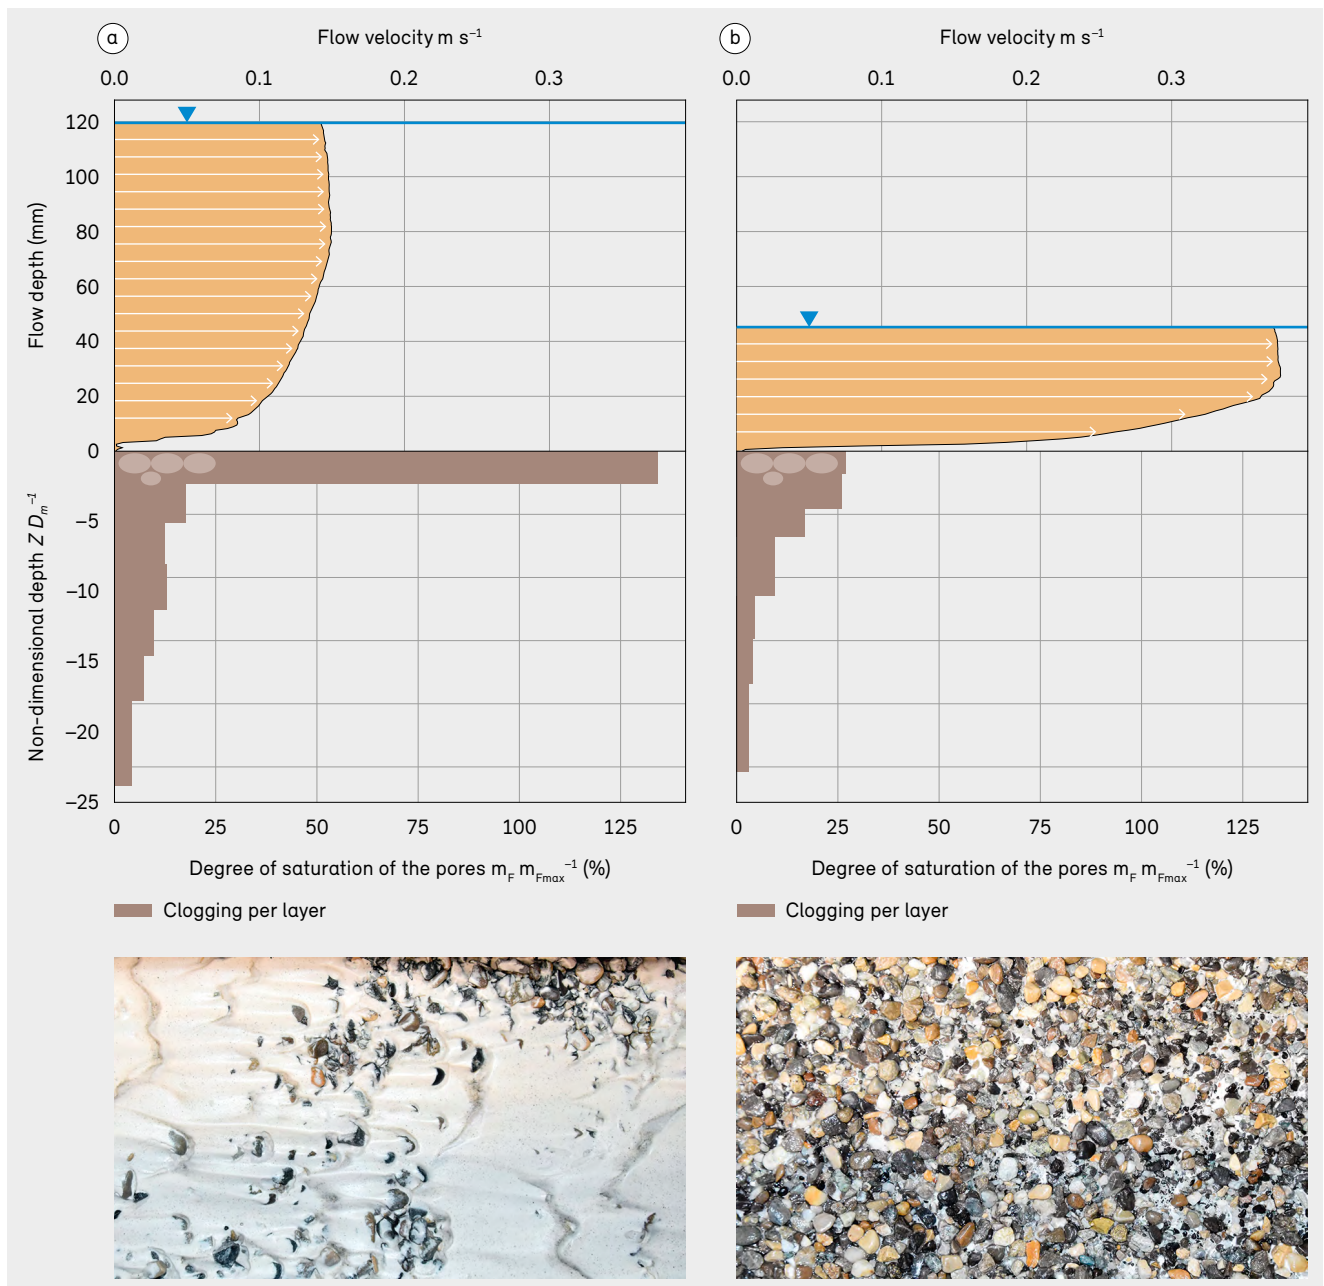 a
Flow velocity m s⁻¹
0.0 0.1 0.2 0.3
Flow depth (mm)
120
100
80
60
40
20
0
Non-dimensional depth Z Dₘ⁻¹
–5
–10
–15
–20
–25
0 25 50 75 100 125
Degree of saturation of the pores m_F m_Fmax⁻¹ (%)
Clogging per layer
b
Flow velocity m s⁻¹
0.0 0.1 0.2 0.3
0 25 50 75 100 125
Degree of saturation of the pores m_F m_Fmax⁻¹ (%)
Clogging per layer